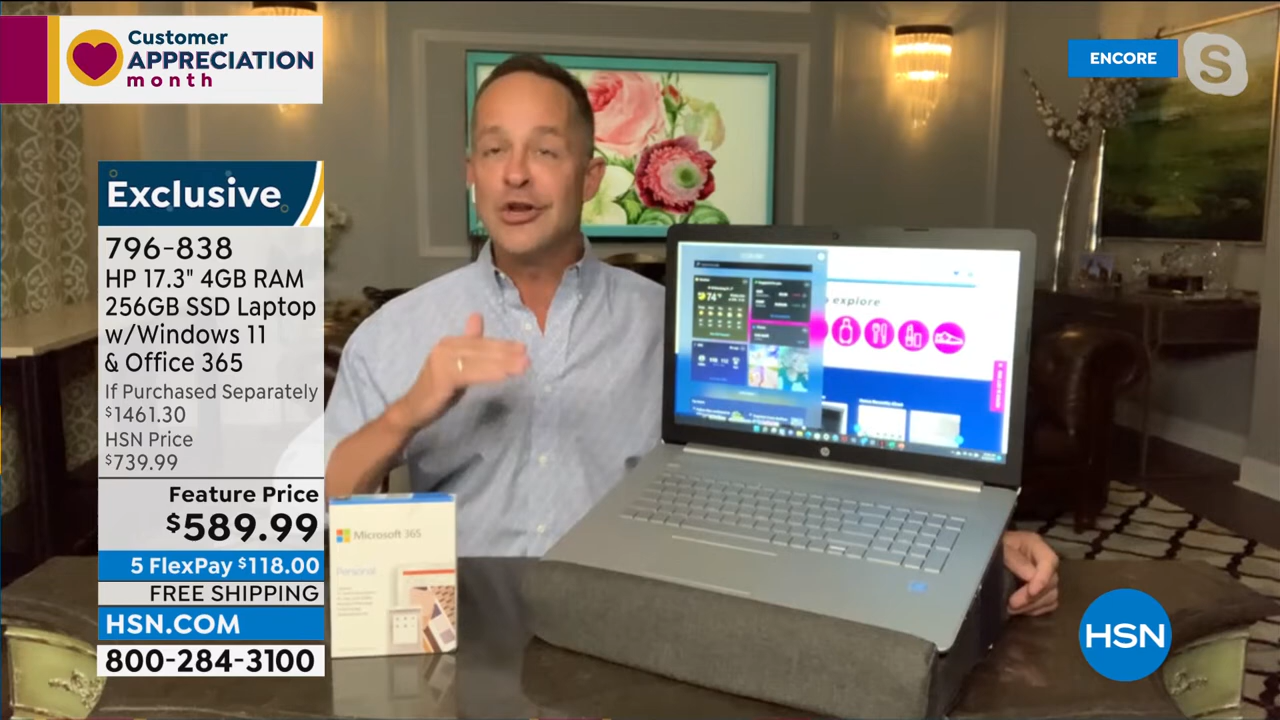 Customer
APPRECIATION
month
ENCORE
S
Exclusive
796-838
HP 17.3" 4GB RAM
256GB SSD Laptop
w/Windows 11
& Office 365
If Purchased Separately
$1461.30
HSN Price
$739.99
Feature Price
$589.99
5 FlexPay $118.00
FREE SHIPPING
HSN.COM
800-284-3100
explore
74°
hp
Microsoft 365
Personal
HSN